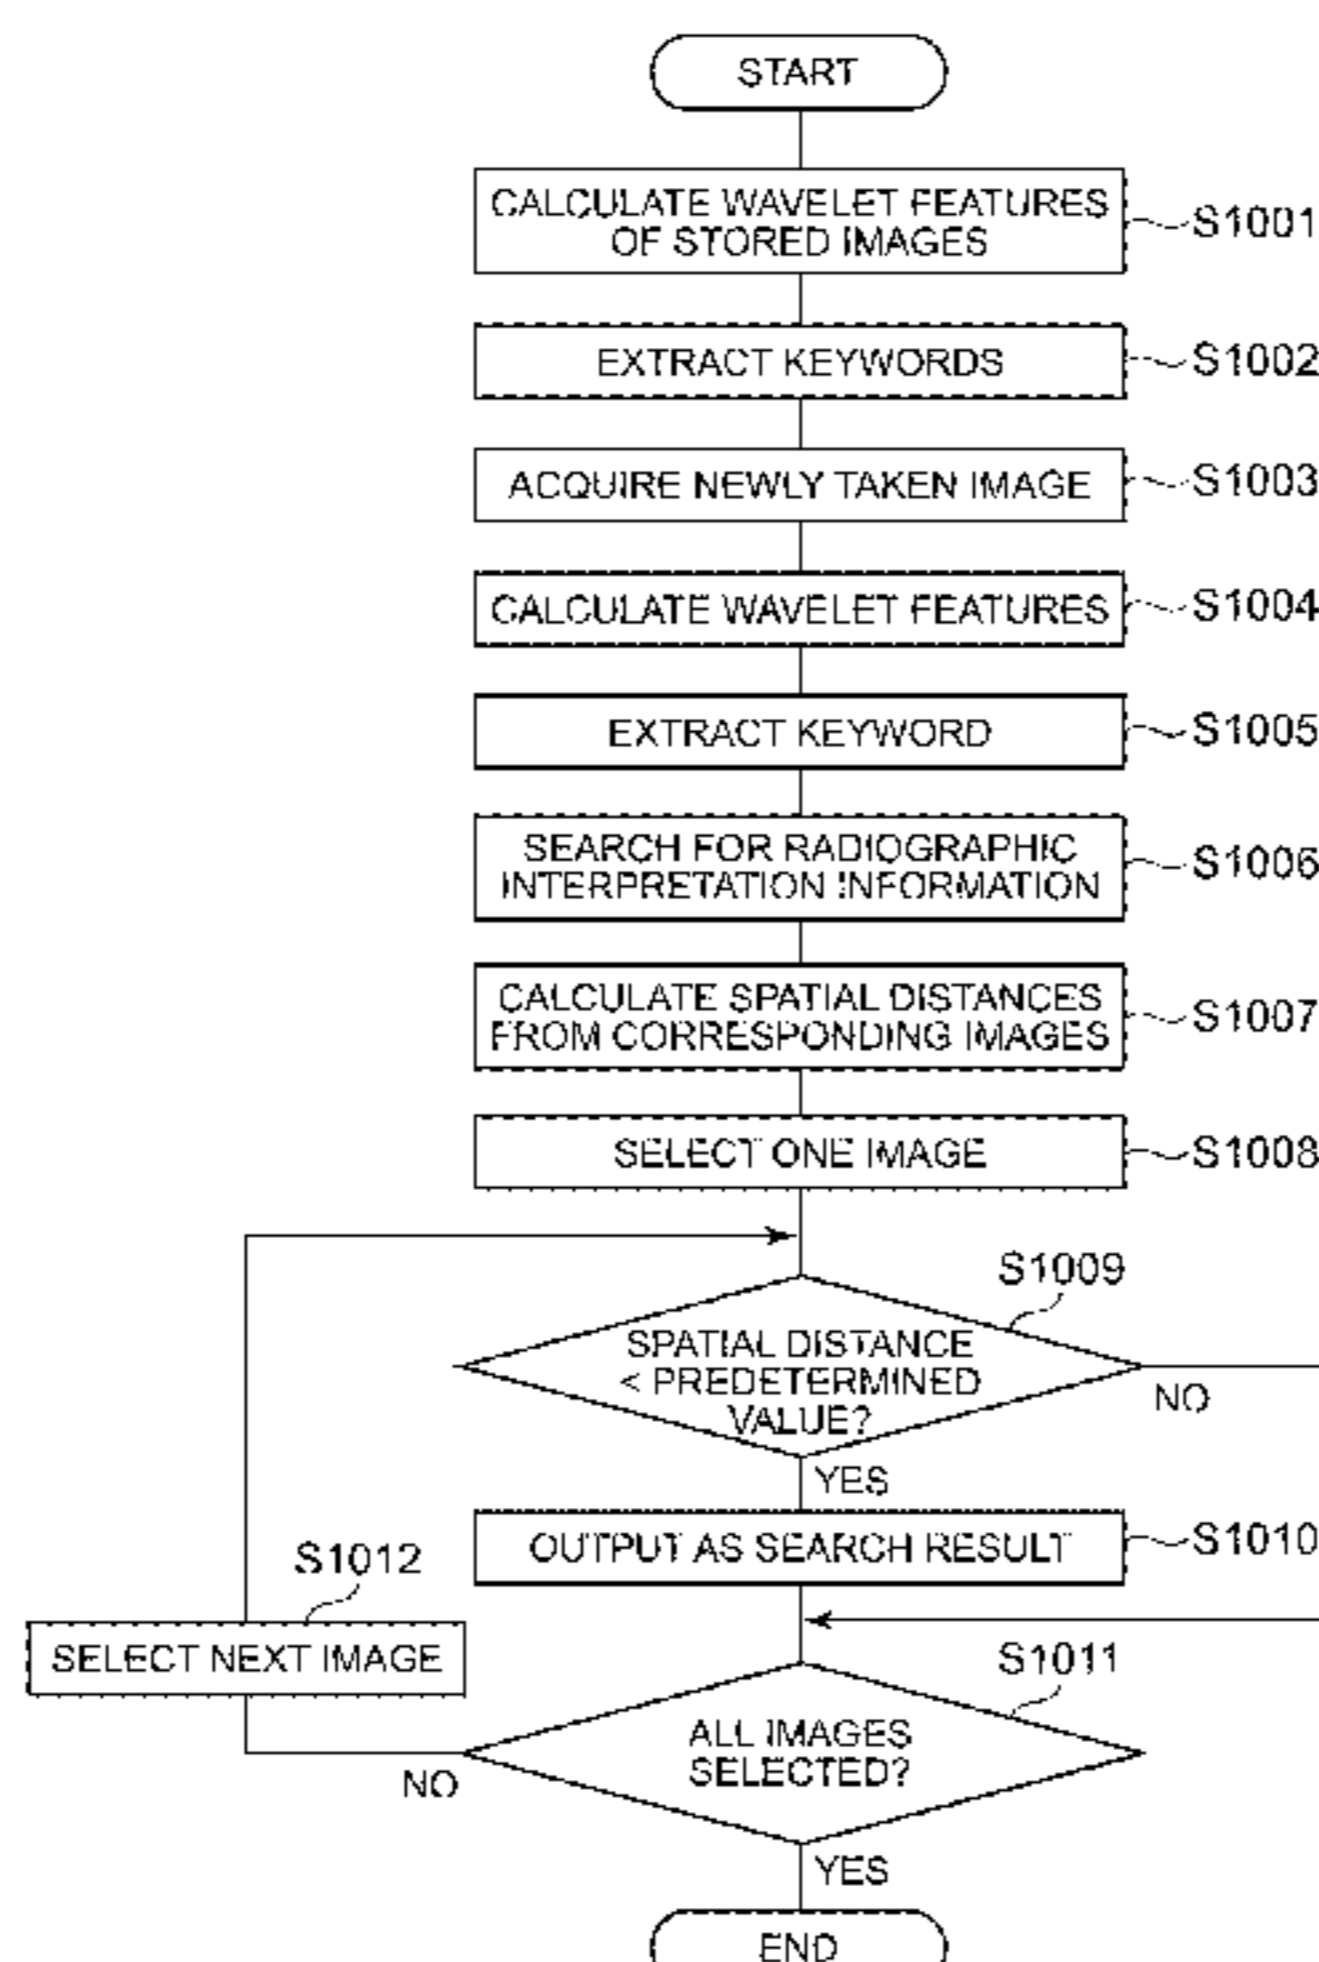 START
CALCULATE WAVELET FEATURES
OF STORED IMAGES
S1001
EXTRACT KEYWORDS
S1002
ACQUIRE NEWLY TAKEN IMAGE
S1003
CALCULATE WAVELET FEATURES
S1004
EXTRACT KEYWORD
S1005
SEARCH FOR RADIOGRAPHIC
INTERPRETATION INFORMATION
S1006
CALCULATE SPATIAL DISTANCES
FROM CORRESPONDING IMAGES
S1007
SELECT ONE IMAGE
S1008
S1009
SPATIAL DISTANCE
< PREDETERMINED
VALUE?
NO
YES
OUTPUT AS SEARCH RESULT
S1010
S1012
SELECT NEXT IMAGE
S1011
ALL IMAGES
SELECTED?
NO
YES
END